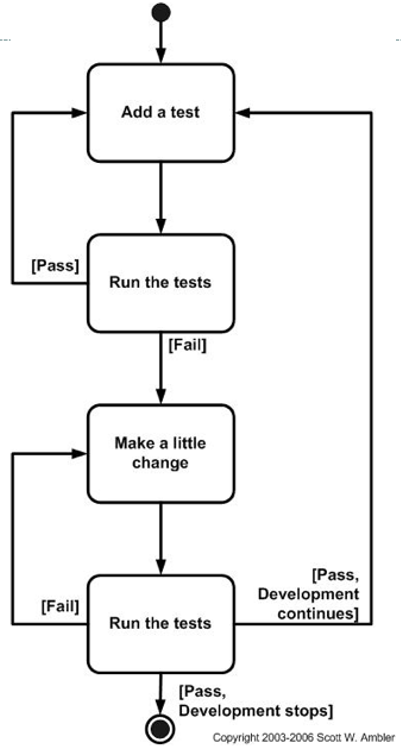 Add a test
[Pass]
Run the tests
[Fail]
Make a little
change
[Fail]
Run the tests
[Pass,
Development
continues]
[Pass,
Development stops]
Copyright 2003-2006 Scott W. Ambler